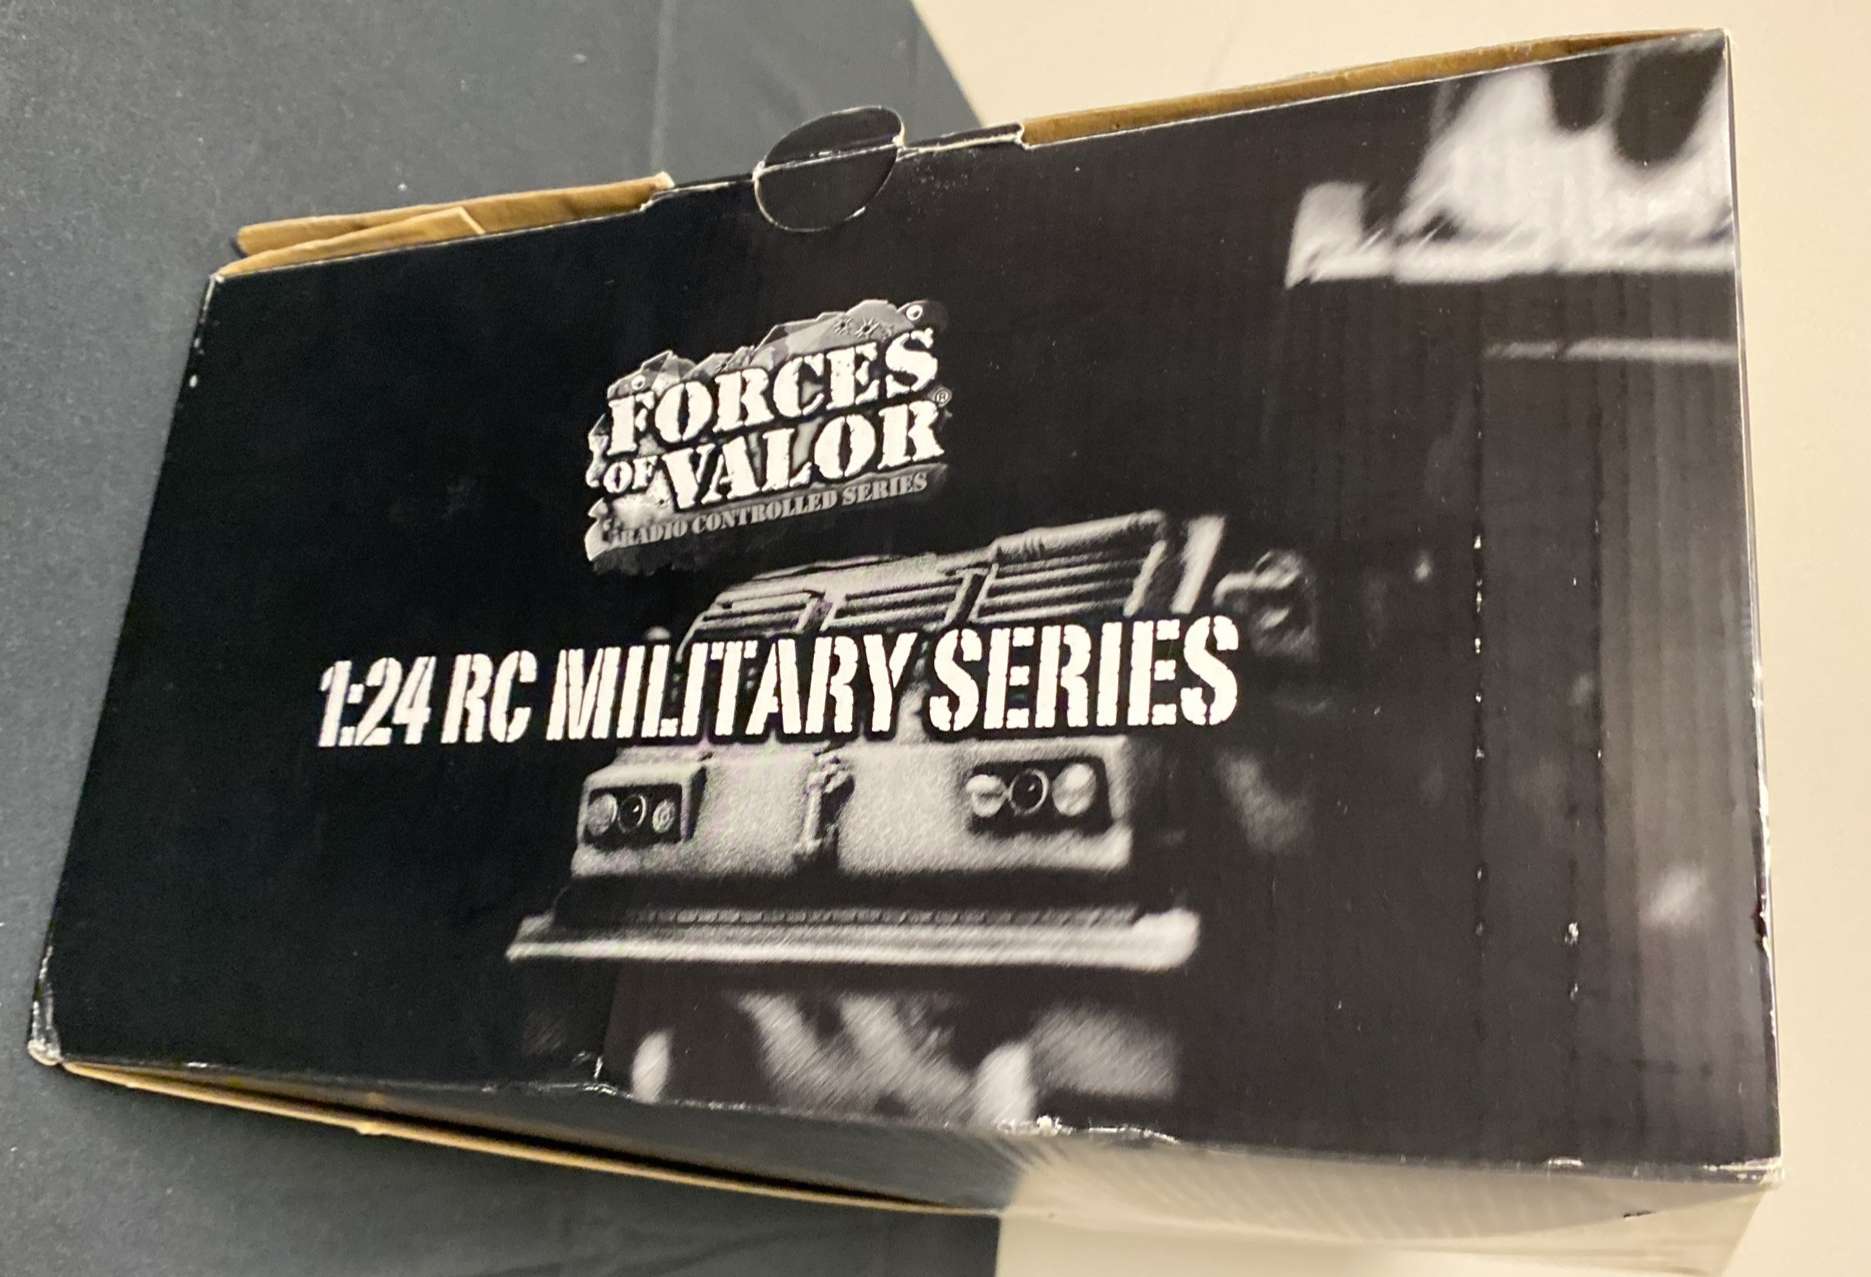 FORCES
OF VALOR®
RADIO CONTROLLED SERIES
1:24 RC MILITARY SERIES